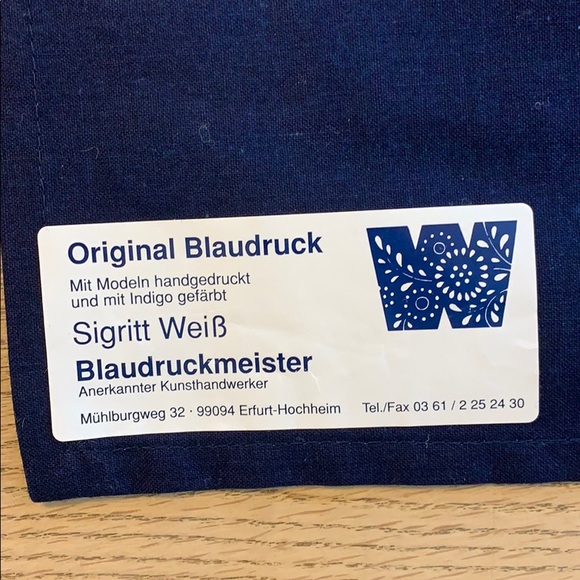 Original Blaudruck
Mit Modeln handgedruckt
und mit Indigo gefärbt
Sigritt Weiß
Blaudruckmeister
Anerkannter Kunsthandwerker
Mühlburgweg 32 · 99094 Erfurt-Hochheim Tel./Fax 03 61 / 2 25 24 30
W